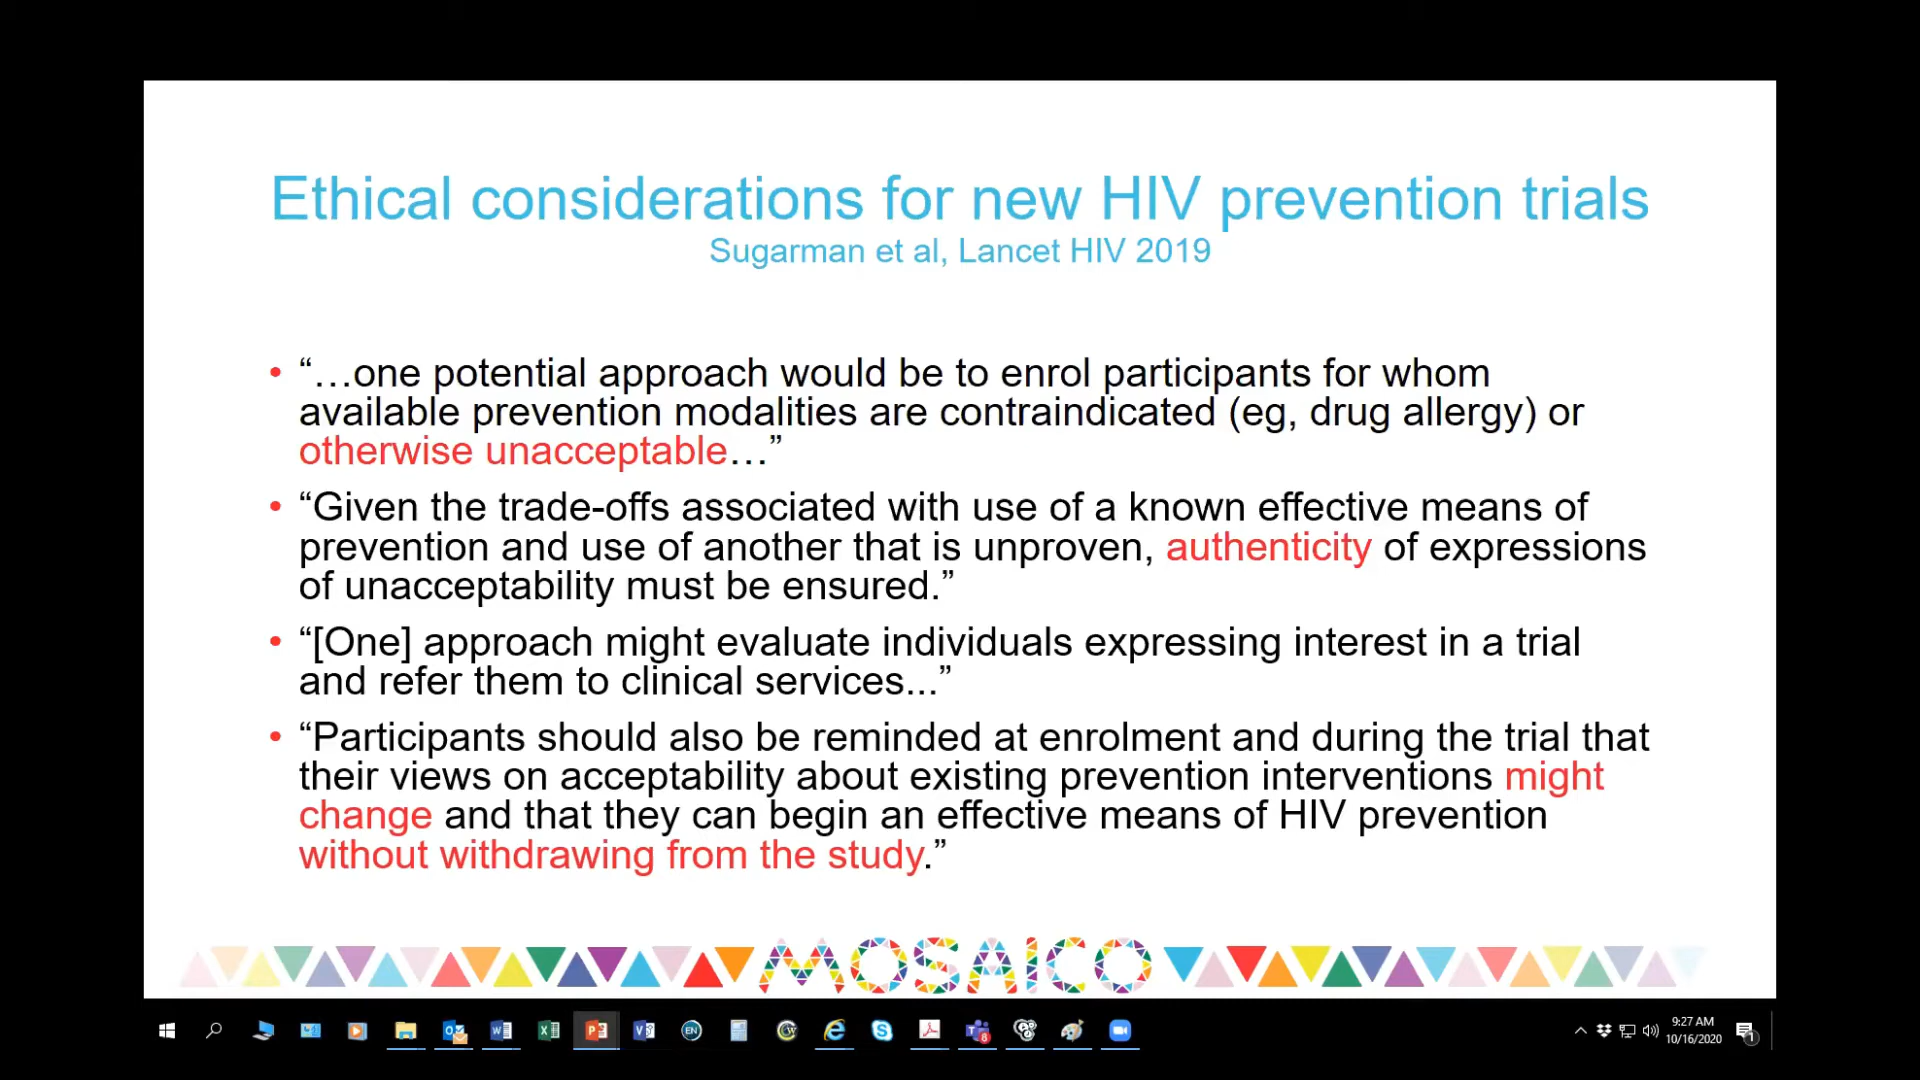 Ethical considerations for new HIV prevention trials
Sugarman et al, Lancet HIV 2019
• “…one potential approach would be to enrol participants for whom
available prevention modalities are contraindicated (eg, drug allergy) or
otherwise unacceptable…”
• “Given the trade-offs associated with use of a known effective means of
prevention and use of another that is unproven, authenticity of expressions
of unacceptability must be ensured.”
• “[One] approach might evaluate individuals expressing interest in a trial
and refer them to clinical services...”
• “Participants should also be reminded at enrolment and during the trial that
their views on acceptability about existing prevention interventions might
change and that they can begin an effective means of HIV prevention
without withdrawing from the study.”
MOSAICO
EN
8
9:27 AM
10/16/2020
1